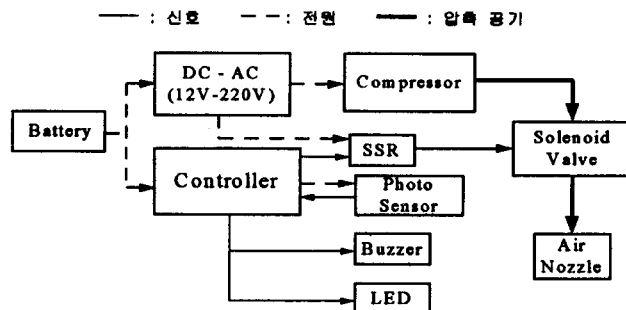 : 신호 : 전원 : 압축 공기
DC - AC
(12V-220V)
Compressor
Battery
SSR
Solenoid
Valve
Controller
Photo
Sensor
Buzzer
Air
Nozzle
LED